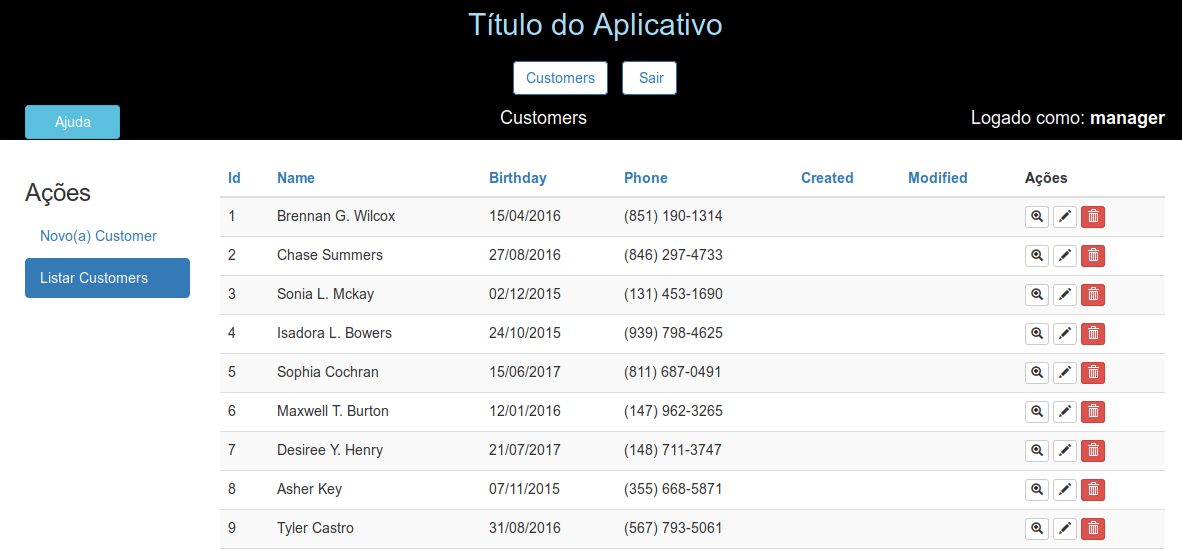 Título do Aplicativo
Customers Sair
Ajuda Customers Logado como: manager
Ações
Novo(a) Customer
Listar Customers
Id Name Birthday Phone Created Modified Ações
1 Brennan G. Wilcox 15/04/2016 (851) 190-1314
2 Chase Summers 27/08/2016 (846) 297-4733
3 Sonia L. Mckay 02/12/2015 (131) 453-1690
4 Isadora L. Bowers 24/10/2015 (939) 798-4625
5 Sophia Cochran 15/06/2017 (811) 687-0491
6 Maxwell T. Burton 12/01/2016 (147) 962-3265
7 Desiree Y. Henry 21/07/2017 (148) 711-3747
8 Asher Key 07/11/2015 (355) 668-5871
9 Tyler Castro 31/08/2016 (567) 793-5061